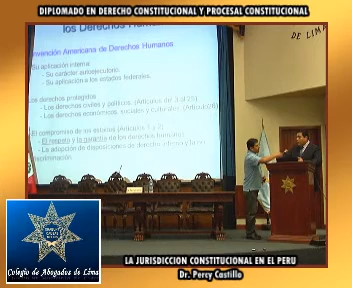 DIPLOMADO EN DERECHO CONSTITUCIONAL Y PROCESAL CONSTITUCIONAL
los Derechos
DE LIMA
Convención Americana de Derechos Humanos
Su aplicación interna:
- Su carácter autoejecutorio.
- Su aplicación a los estados federales.
Los derechos protegidos
- Los derechos civiles y políticos. (Artículos del 3 al 25)
- Los derechos económicos, sociales y culturales. (Artículo 26)
El compromiso de los estados (Artículos 1 y 2)
- El respeto y la garantía de los derechos humanos.
- La adopción de disposiciones de derecho interno y la no
discriminación.
Colegio de Abogados de Lima
LA JURISDICCION CONSTITUCIONAL EN EL PERU
Dr. Percy Castillo